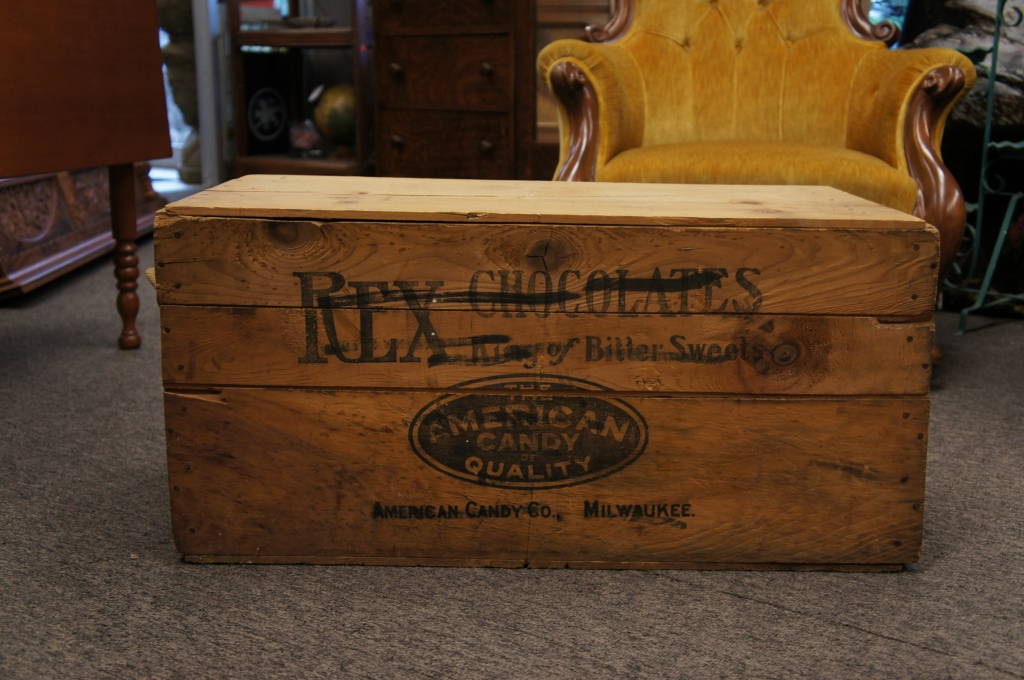 REX CHOCOLATES
King of Bitter Sweets
THE
AMERICAN
CANDY
OF
QUALITY
AMERICAN CANDY CO., MILWAUKEE.